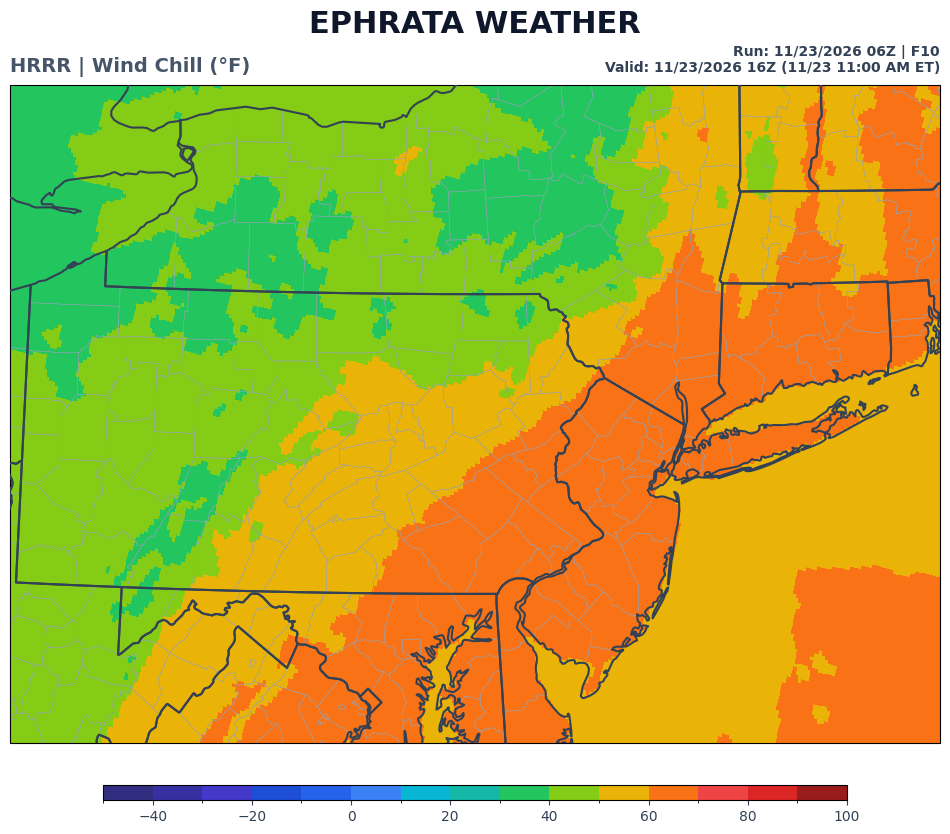 EPHRATA WEATHER
HRRR | Wind Chill (°F)
Run: 11/23/2026 06Z | F10
Valid: 11/23/2026 16Z (11/23 11:00 AM ET)
−40 −20 0 20 40 60 80 100